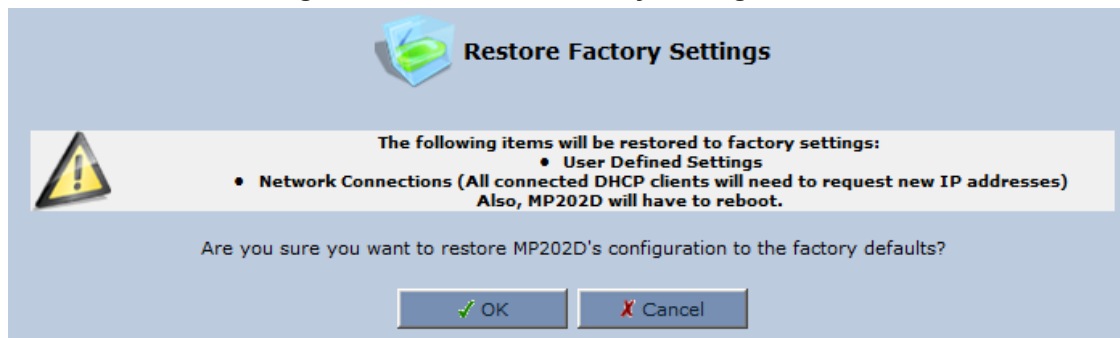 Restore Factory Settings
The following items will be restored to factory settings:
• User Defined Settings
• Network Connections (All connected DHCP clients will need to request new IP addresses)
Also, MP202D will have to reboot.
Are you sure you want to restore MP202D's configuration to the factory defaults?
OK Cancel